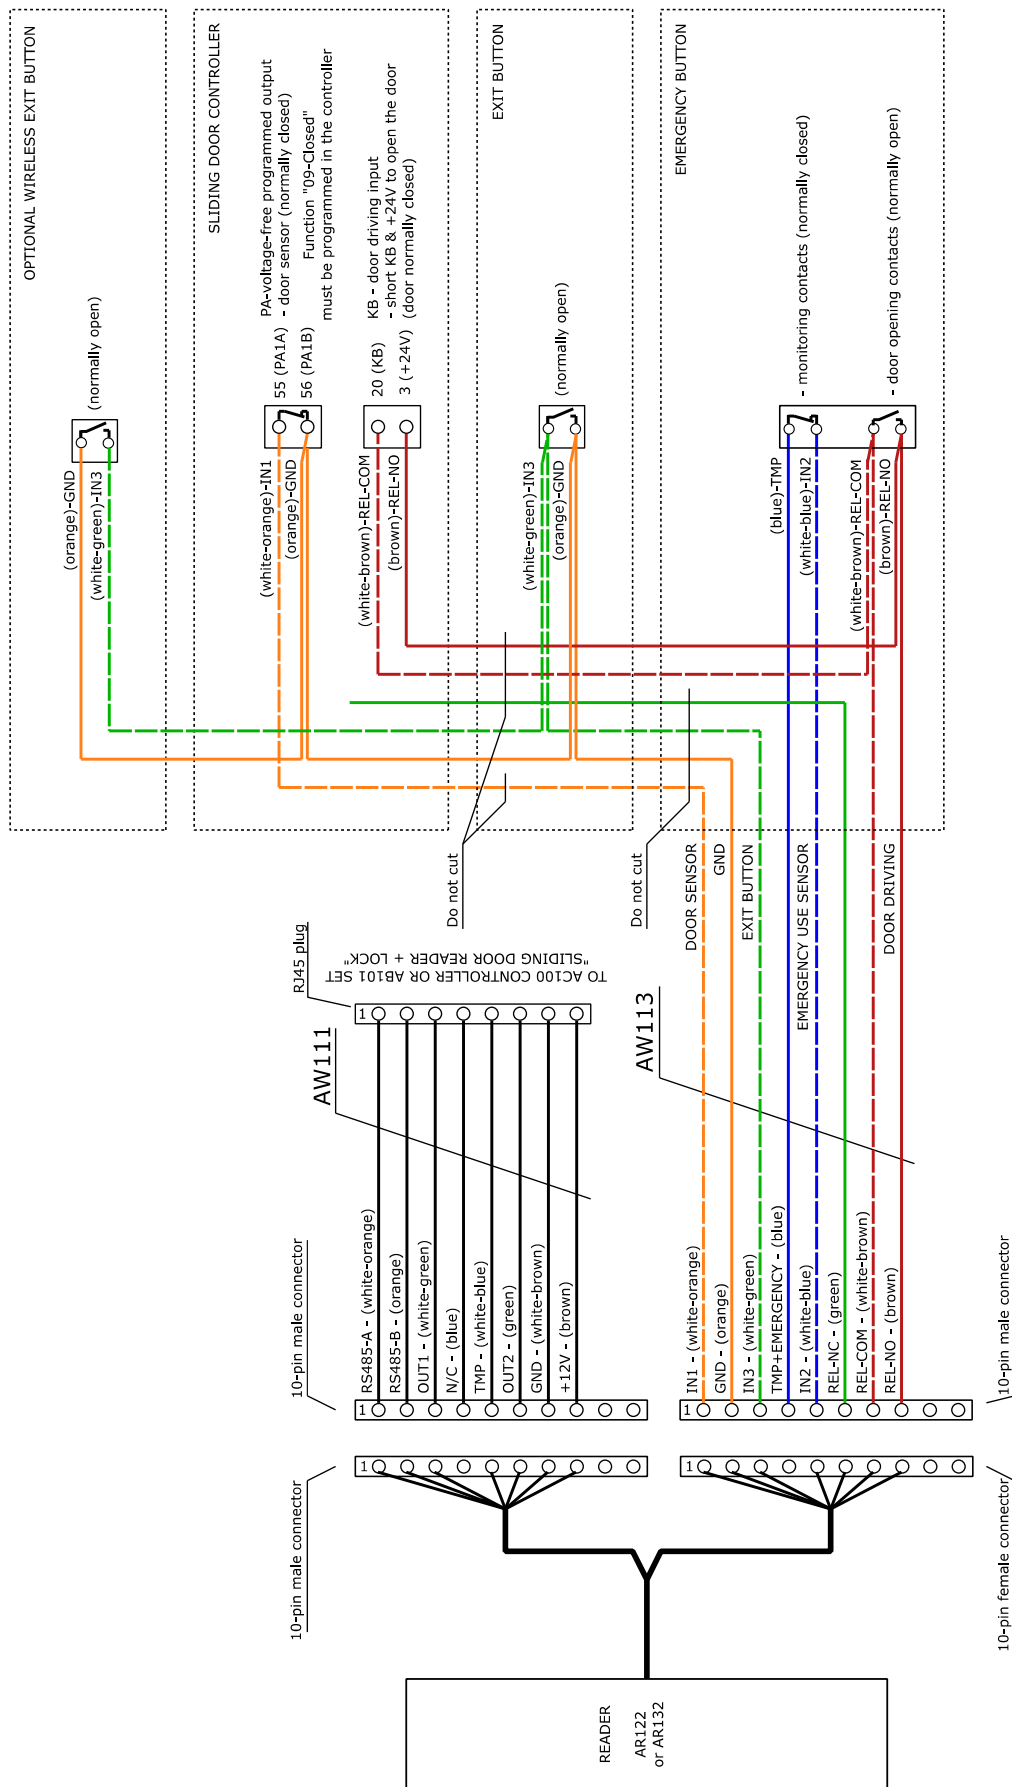 OPTIONAL WIRELESS EXIT BUTTON
(normally open)
(orange)-GND
(white-green)-IN3
SLIDING DOOR CONTROLLER
PA-voltage-free programmed output
- door sensor (normally closed)
Function "09-Closed"
must be programmed in the controller
55 (PA1A)
56 (PA1B)
KB - door driving input
- short KB & +24V to open the door
(door normally closed)
20 (KB)
3 (+24V)
(white-orange)-IN1
(orange)-GND
(white-brown)-REL-COM
(brown)-REL-NO
EXIT BUTTON
(normally open)
(white-green)-IN3
(orange)-GND
EMERGENCY BUTTON
- monitoring contacts (normally closed)
- door opening contacts (normally open)
(blue)-TMP
(white-blue)-IN2
(white-brown)-REL-COM
(brown)-REL-NO
Do not cut
Do not cut
DOOR SENSOR
GND
EXIT BUTTON
EMERGENCY USE SENSOR
DOOR DRIVING
RJ45 plug
TO AC100 CONTROLLER OR AB101 SET
"SLIDING DOOR READER + LOCK"
1
AW111
AW113
10-pin male connector
RS485-A - (white-orange)
RS485-B - (orange)
OUT1 - (white-green)
N/C - (blue)
TMP - (white-blue)
OUT2 - (green)
GND - (white-brown)
+12V - (brown)
1
IN1 - (white-orange)
GND - (orange)
IN3 - (white-green)
TMP+EMERGENCY - (blue)
IN2 - (white-blue)
REL-NC - (green)
REL-COM - (white-brown)
REL-NO - (brown)
1
10-pin male connector
10-pin male connector
1
1
10-pin female connector
READER
AR122
or AR132